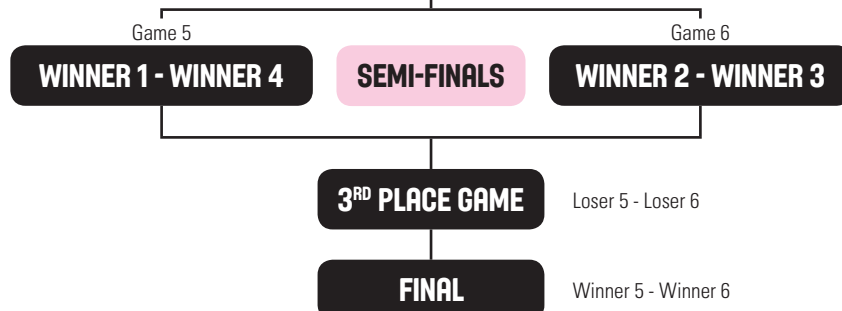 Game 5
Game 6
WINNER 1 - WINNER 4
SEMI-FINALS
WINNER 2 - WINNER 3
3RD PLACE GAME
Loser 5 - Loser 6
FINAL
Winner 5 - Winner 6